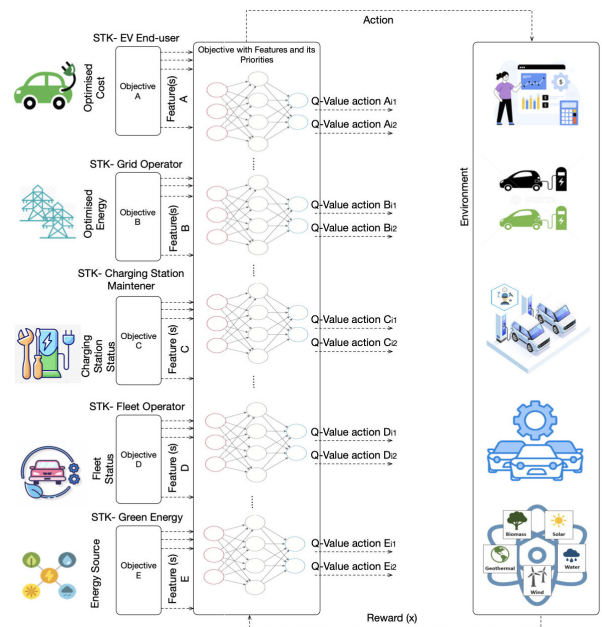 Action
STK- EV End-user
Optimised
Cost
Objective
A
Feature(s)
A
Objective with Features and its
Priorities
Q-Value action Ai1
Q-Value action Ai2
STK- Grid Operator
Optimised
Energy
Objective
B
Feature(s)
B
Q-Value action Bi1
Q-Value action Bi2
STK- Charging Station
Maintener
Charging
Station
Status
Objective
C
Feature (s)
C
Q-Value action Ci1
Q-Value action Ci2
STK- Fleet Operator
Fleet
Status
Objective
D
Feature (s)
D
Q-Value action Di1
Q-Value action Di2
STK- Green Energy
Energy Source
Objective
E
Feature (s)
E
Q-Value action Ei1
Q-Value action Ei2
Environment
Biomass
Solar
Geothermal
Water
Wind
Reward (x)